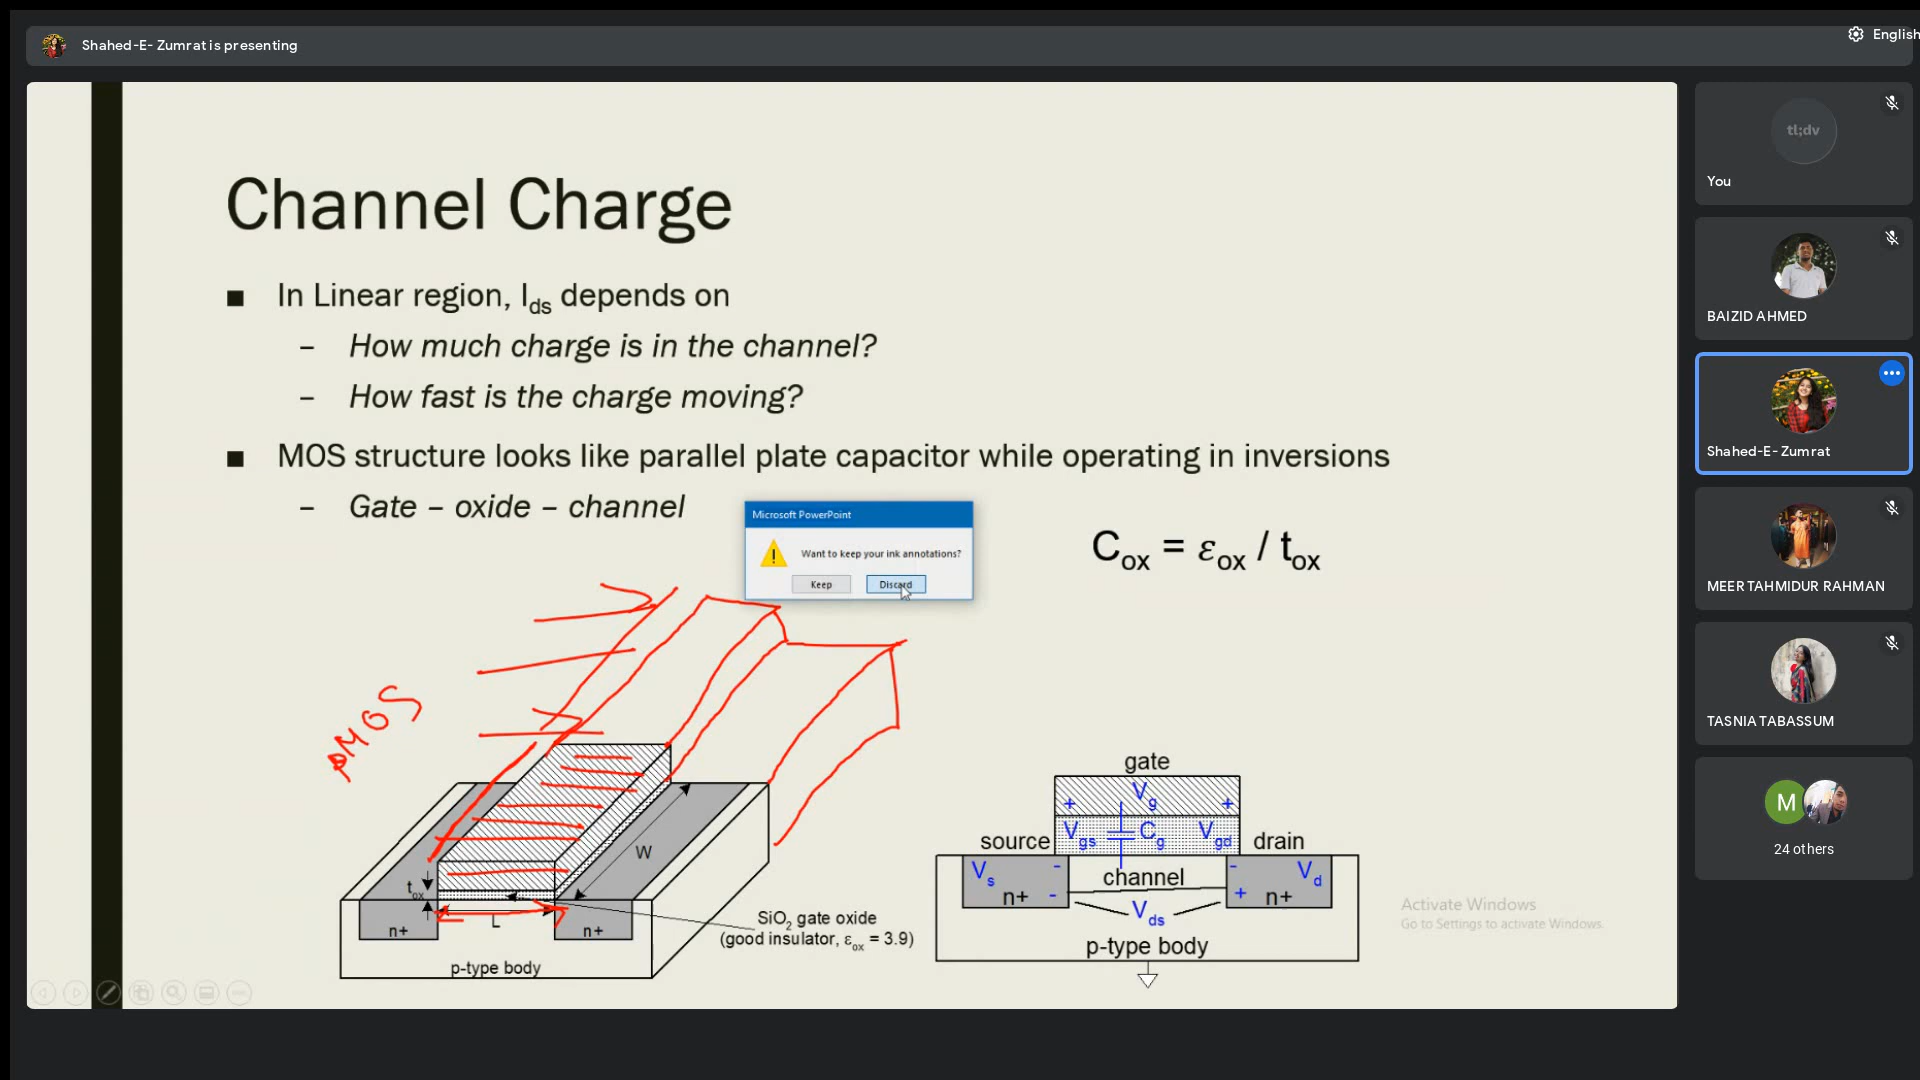 Shahed-E- Zumrat is presenting
English
Channel Charge
■ In Linear region, Ids depends on
– How much charge is in the channel?
– How fast is the charge moving?
■ MOS structure looks like parallel plate capacitor while operating in inversions
– Gate – oxide – channel
Microsoft PowerPoint
Want to keep your ink annotations?
Keep
Discard
Cox = εox / tox
pMOS
W
tox
L
n+
n+
p-type body
SiO2 gate oxide
(good insulator, εox = 3.9)
gate
+ Vg +
source
Vgs
Cg
Vgd
drain
Vs
-
channel
-
Vd
n+
-
+
n+
Vds
p-type body
Activate Windows
Go to Settings to activate Windows.
tl;dv
You
BAIZID AHMED
Shahed-E- Zumrat
MEER TAHMIDUR RAHMAN
TASNIA TABASSUM
M
24 others